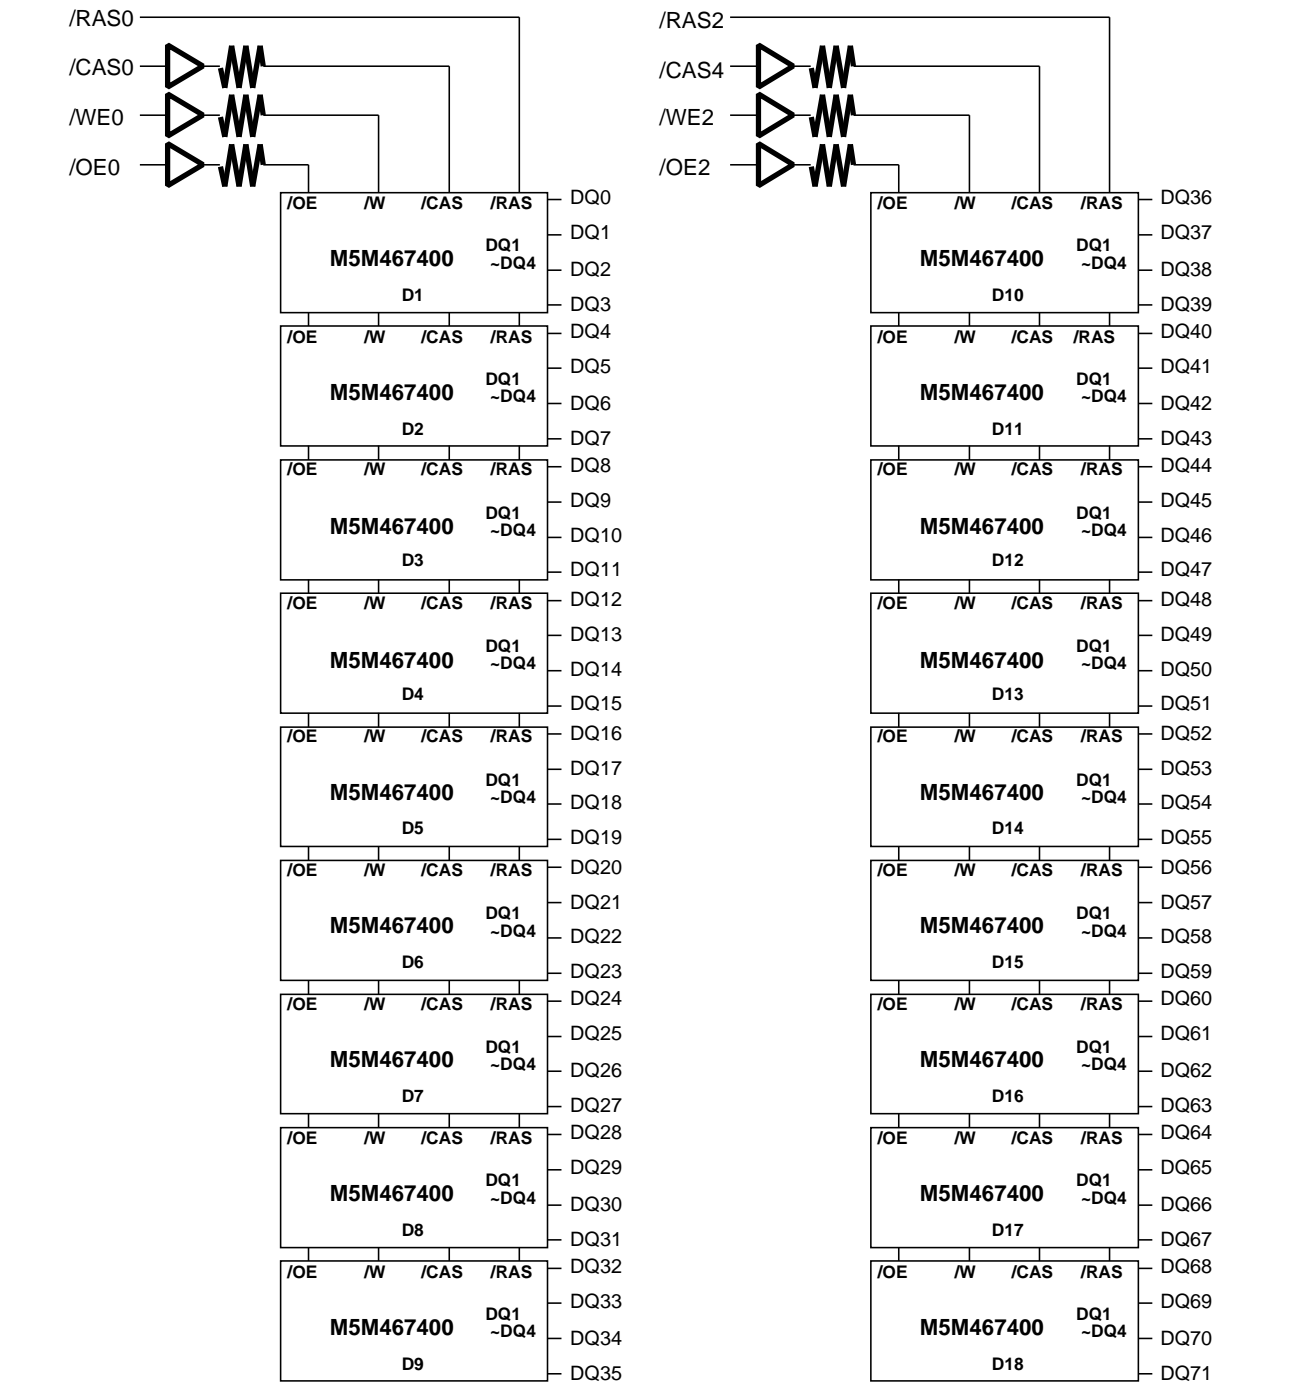 /RAS0
/CAS0
/WE0
/OE0
/OE /W /CAS /RAS
M5M467400
DQ1
~DQ4
D1
DQ0
DQ1
DQ2
DQ3
/OE /W /CAS /RAS
M5M467400
DQ1
~DQ4
D2
DQ4
DQ5
DQ6
DQ7
/OE /W /CAS /RAS
M5M467400
DQ1
~DQ4
D3
DQ8
DQ9
DQ10
DQ11
/OE /W /CAS /RAS
M5M467400
DQ1
~DQ4
D4
DQ12
DQ13
DQ14
DQ15
/OE /W /CAS /RAS
M5M467400
DQ1
~DQ4
D5
DQ16
DQ17
DQ18
DQ19
/OE /W /CAS /RAS
M5M467400
DQ1
~DQ4
D6
DQ20
DQ21
DQ22
DQ23
/OE /W /CAS /RAS
M5M467400
DQ1
~DQ4
D7
DQ24
DQ25
DQ26
DQ27
/OE /W /CAS /RAS
M5M467400
DQ1
~DQ4
D8
DQ28
DQ29
DQ30
DQ31
/OE /W /CAS /RAS
M5M467400
DQ1
~DQ4
D9
DQ32
DQ33
DQ34
DQ35
/RAS2
/CAS4
/WE2
/OE2
/OE /W /CAS /RAS
M5M467400
DQ1
~DQ4
D10
DQ36
DQ37
DQ38
DQ39
/OE /W /CAS /RAS
M5M467400
DQ1
~DQ4
D11
DQ40
DQ41
DQ42
DQ43
/OE /W /CAS /RAS
M5M467400
DQ1
~DQ4
D12
DQ44
DQ45
DQ46
DQ47
/OE /W /CAS /RAS
M5M467400
DQ1
~DQ4
D13
DQ48
DQ49
DQ50
DQ51
/OE /W /CAS /RAS
M5M467400
DQ1
~DQ4
D14
DQ52
DQ53
DQ54
DQ55
/OE /W /CAS /RAS
M5M467400
DQ1
~DQ4
D15
DQ56
DQ57
DQ58
DQ59
/OE /W /CAS /RAS
M5M467400
DQ1
~DQ4
D16
DQ60
DQ61
DQ62
DQ63
/OE /W /CAS /RAS
M5M467400
DQ1
~DQ4
D17
DQ64
DQ65
DQ66
DQ67
/OE /W /CAS /RAS
M5M467400
DQ1
~DQ4
D18
DQ68
DQ69
DQ70
DQ71